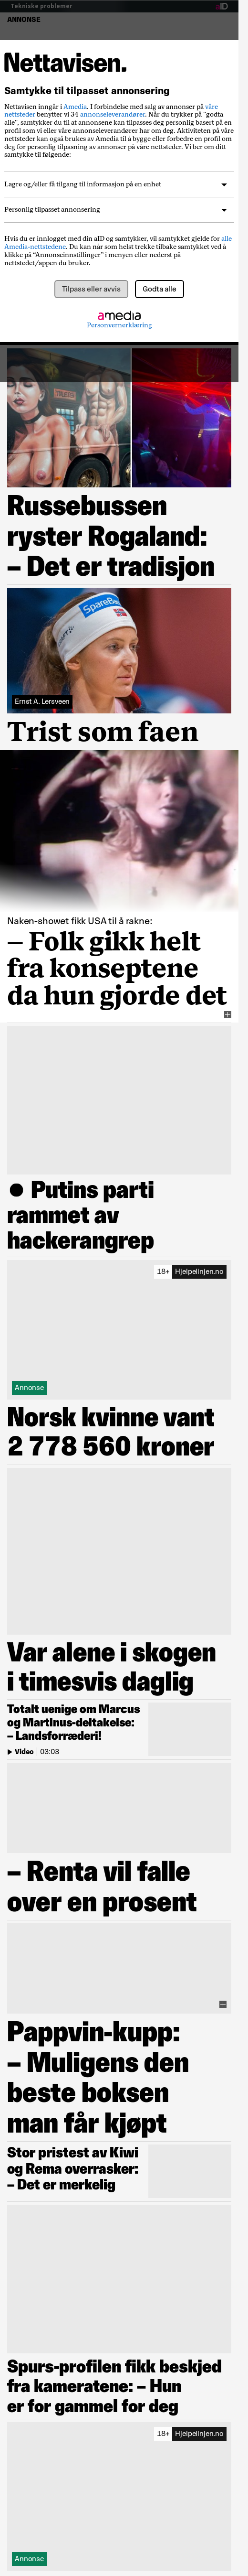 Tekniske problemer
aID
ANNONSE
Nettavisen.
Samtykke til tilpasset annonsering
Nettavisen inngår i Amedia. I forbindelse med salg av annonser på våre
nettsteder benytter vi 34 annonseleverandører. Når du trykker på "godta
alle", samtykker du til at annonsene kan tilpasses deg personlig basert på en
profil som vi eller våre annonseleverandører har om deg. Aktiviteten på våre
nettsteder kan også brukes av Amedia til å bygge eller forbedre en profil om
deg for personlig tilpasning av annonser på våre nettsteder. Vi ber om ditt
samtykke til følgende:
Lagre og/eller få tilgang til informasjon på en enhet
Personlig tilpasset annonsering
Hvis du er innlogget med din aID og samtykker, vil samtykket gjelde for alle
Amedia-nettstedene. Du kan når som helst trekke tilbake samtykket ved å
klikke på “Annonseinnstillinger” i menyen eller nederst på
nettstedet/appen du bruker.
Tilpass eller avvis
Godta alle
amedia
Personvernerklæring
Russebussen
ryster Rogaland:
– Det er tradisjon
SpareBa
Ernst A. Lersveen
Trist som faen
Naken-showet fikk USA til å rakne:
– Folk gikk helt
fra konseptene
da hun gjorde det
● Putins parti
rammet av
hackerangrep
18+ Hjelpelinjen.no
Annonse
Norsk kvinne vant
2 778 560 kroner
Var alene i skogen
i timesvis daglig
Totalt uenige om Marcus
og Martinus-deltakelse:
– Landsforræderi!
Video | 03:03
– Renta vil falle
over en prosent
Pappvin-kupp:
– Muligens den
beste boksen
man får kjøpt
Stor pristest av Kiwi
og Rema overrasker:
– Det er merkelig
Spurs-profilen fikk beskjed
fra kameratene: – Hun
er for gammel for deg
18+ Hjelpelinjen.no
Annonse